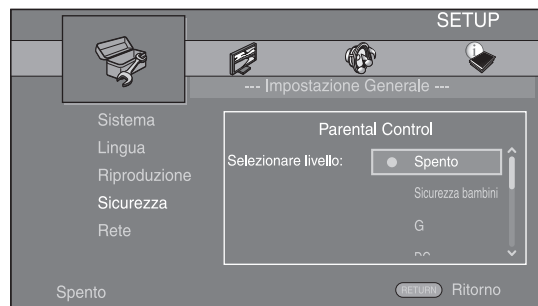 SETUP
--- Impostazione Generale ---
Sistema
Lingua
Riproduzione
Sicurezza
Rete
Parental Control
Selezionare livello:
Spento
Sicurezza bambini
G
Spento
RETURN Ritorno